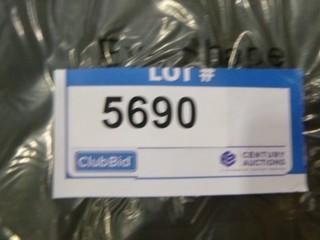 LOT #
5690
ClubBid
CENTURY
AUCTIONS